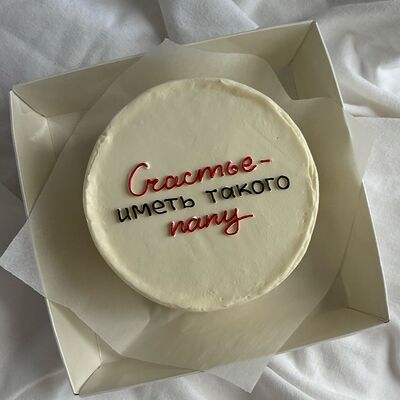 Счастье-
иметь такого
папу